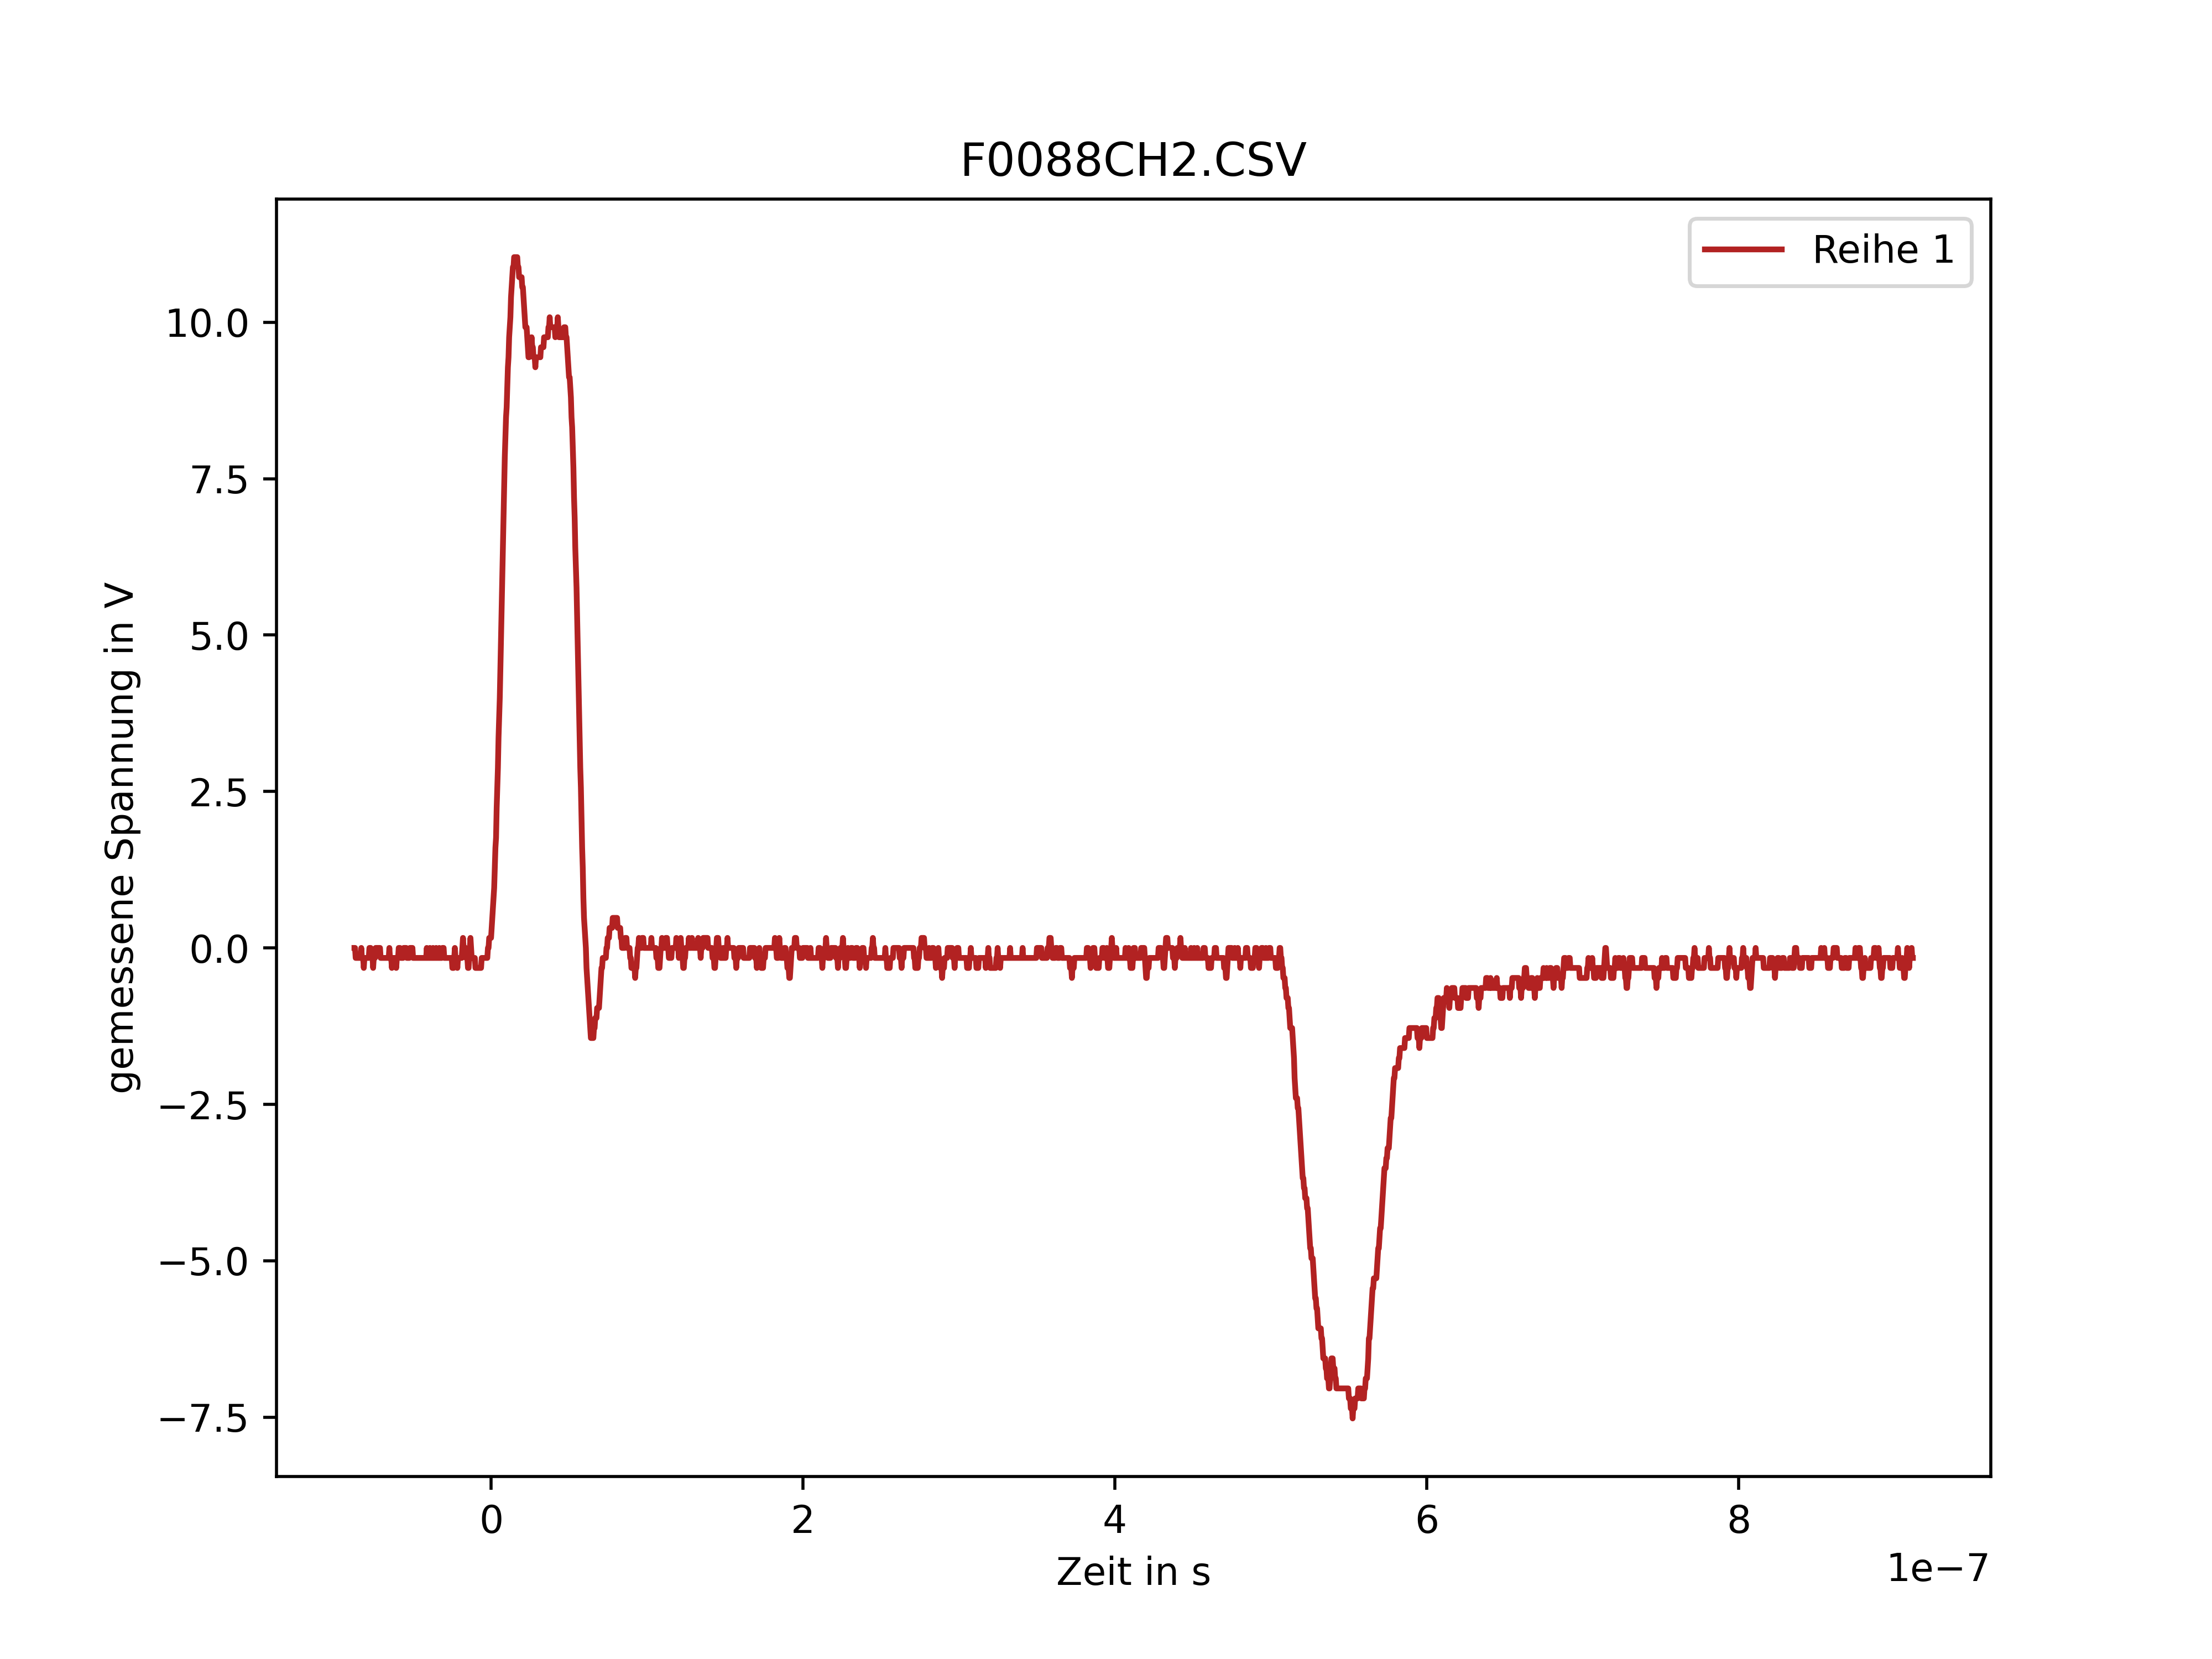 F0088CH2.CSV
Reihe 1
gemessene Spannung in V
10.0
7.5
5.0
2.5
0.0
−2.5
−5.0
−7.5
0 2 4 6 8
Zeit in s
1e−7